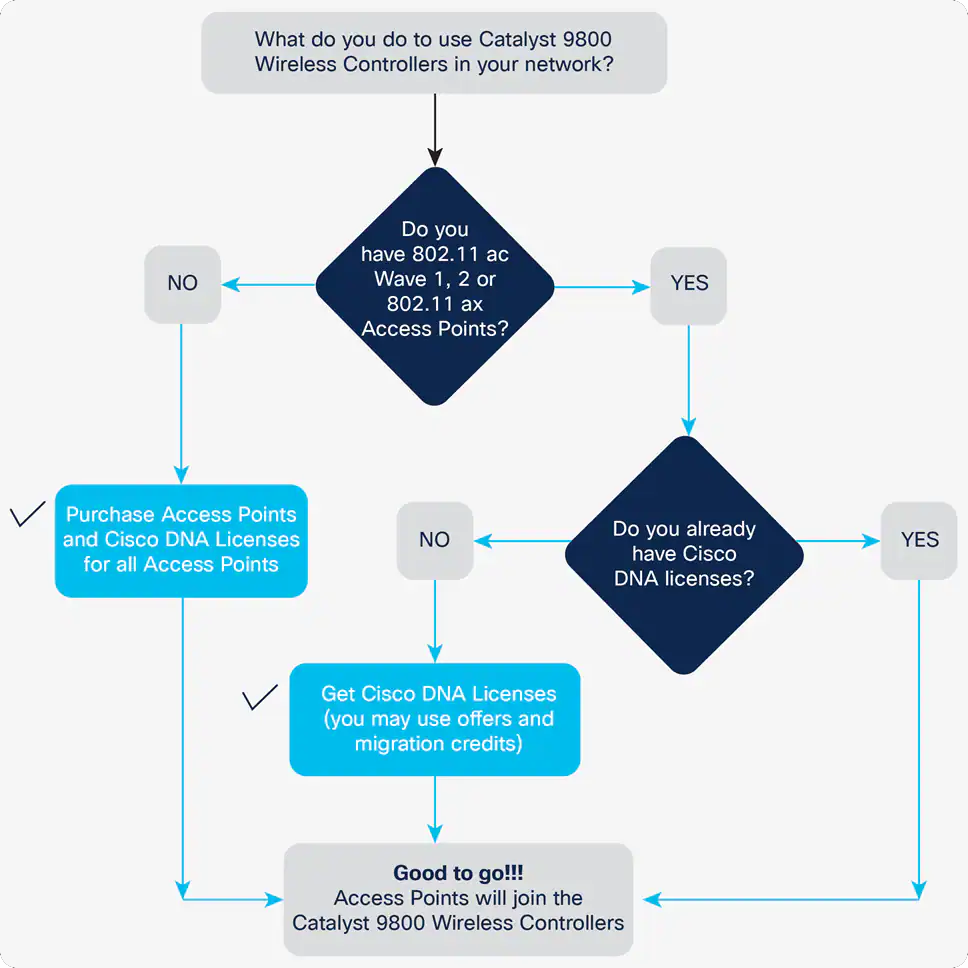 What do you do to use Catalyst 9800
Wireless Controllers in your network?
Do you
have 802.11 ac
Wave 1, 2 or
802.11 ax
Access Points?
NO
YES
Purchase Access Points
and Cisco DNA Licenses
for all Access Points
NO
Do you already
have Cisco
DNA licenses?
YES
Get Cisco DNA Licenses
(you may use offers and
migration credits)
Good to go!!!
Access Points will join the
Catalyst 9800 Wireless Controllers